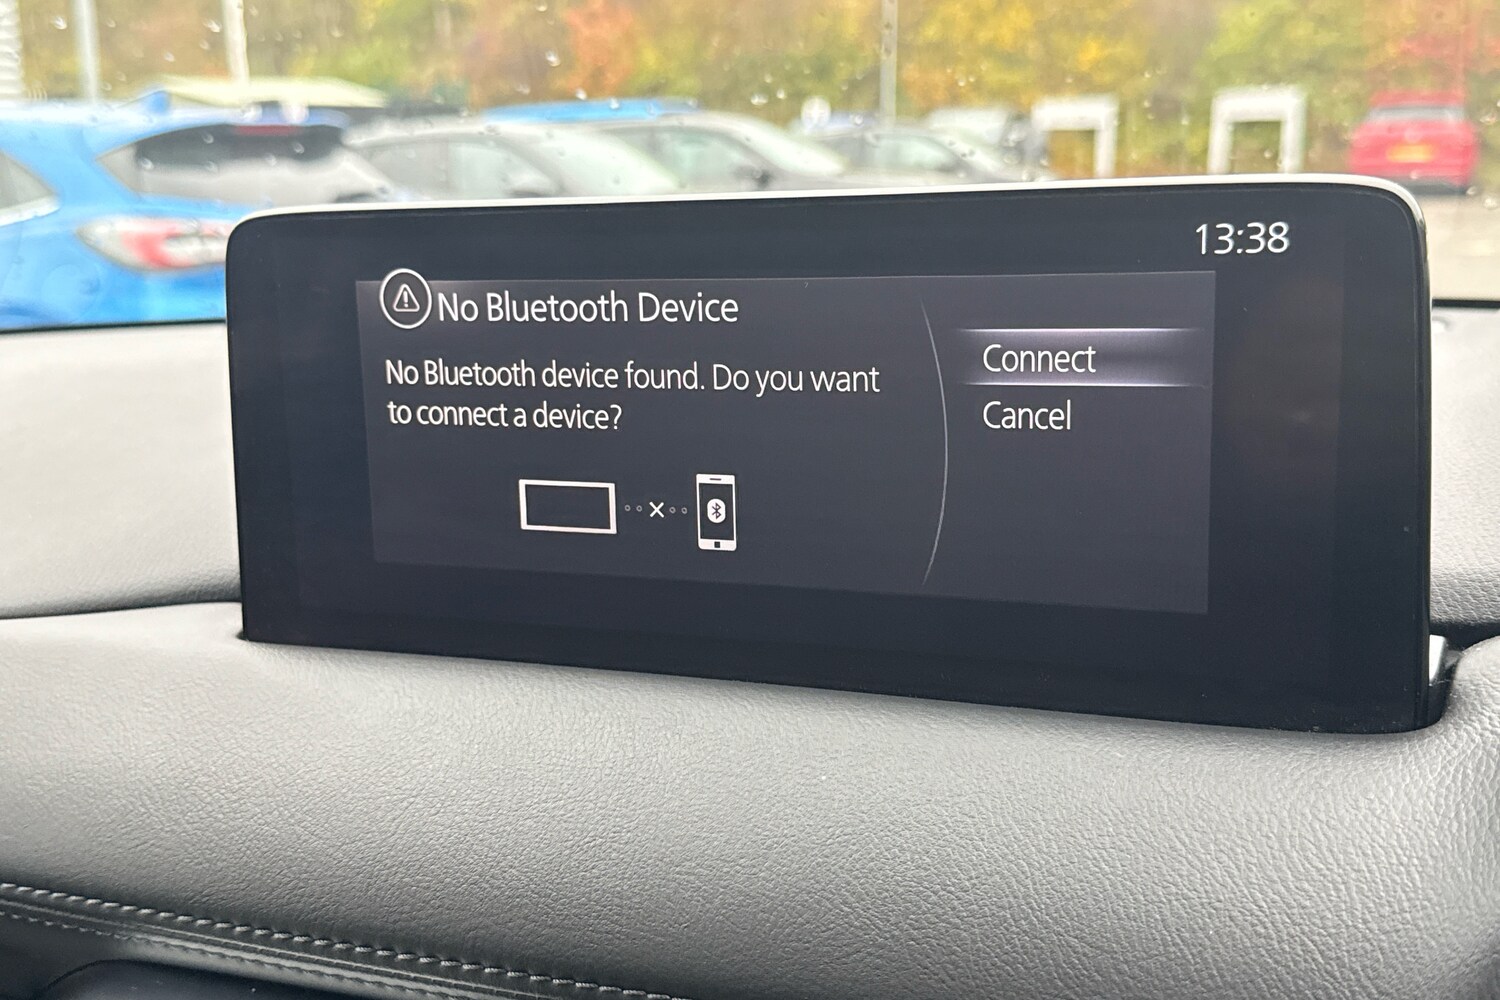 13:38
No Bluetooth Device
No Bluetooth device found. Do you want
to connect a device?
Connect
Cancel